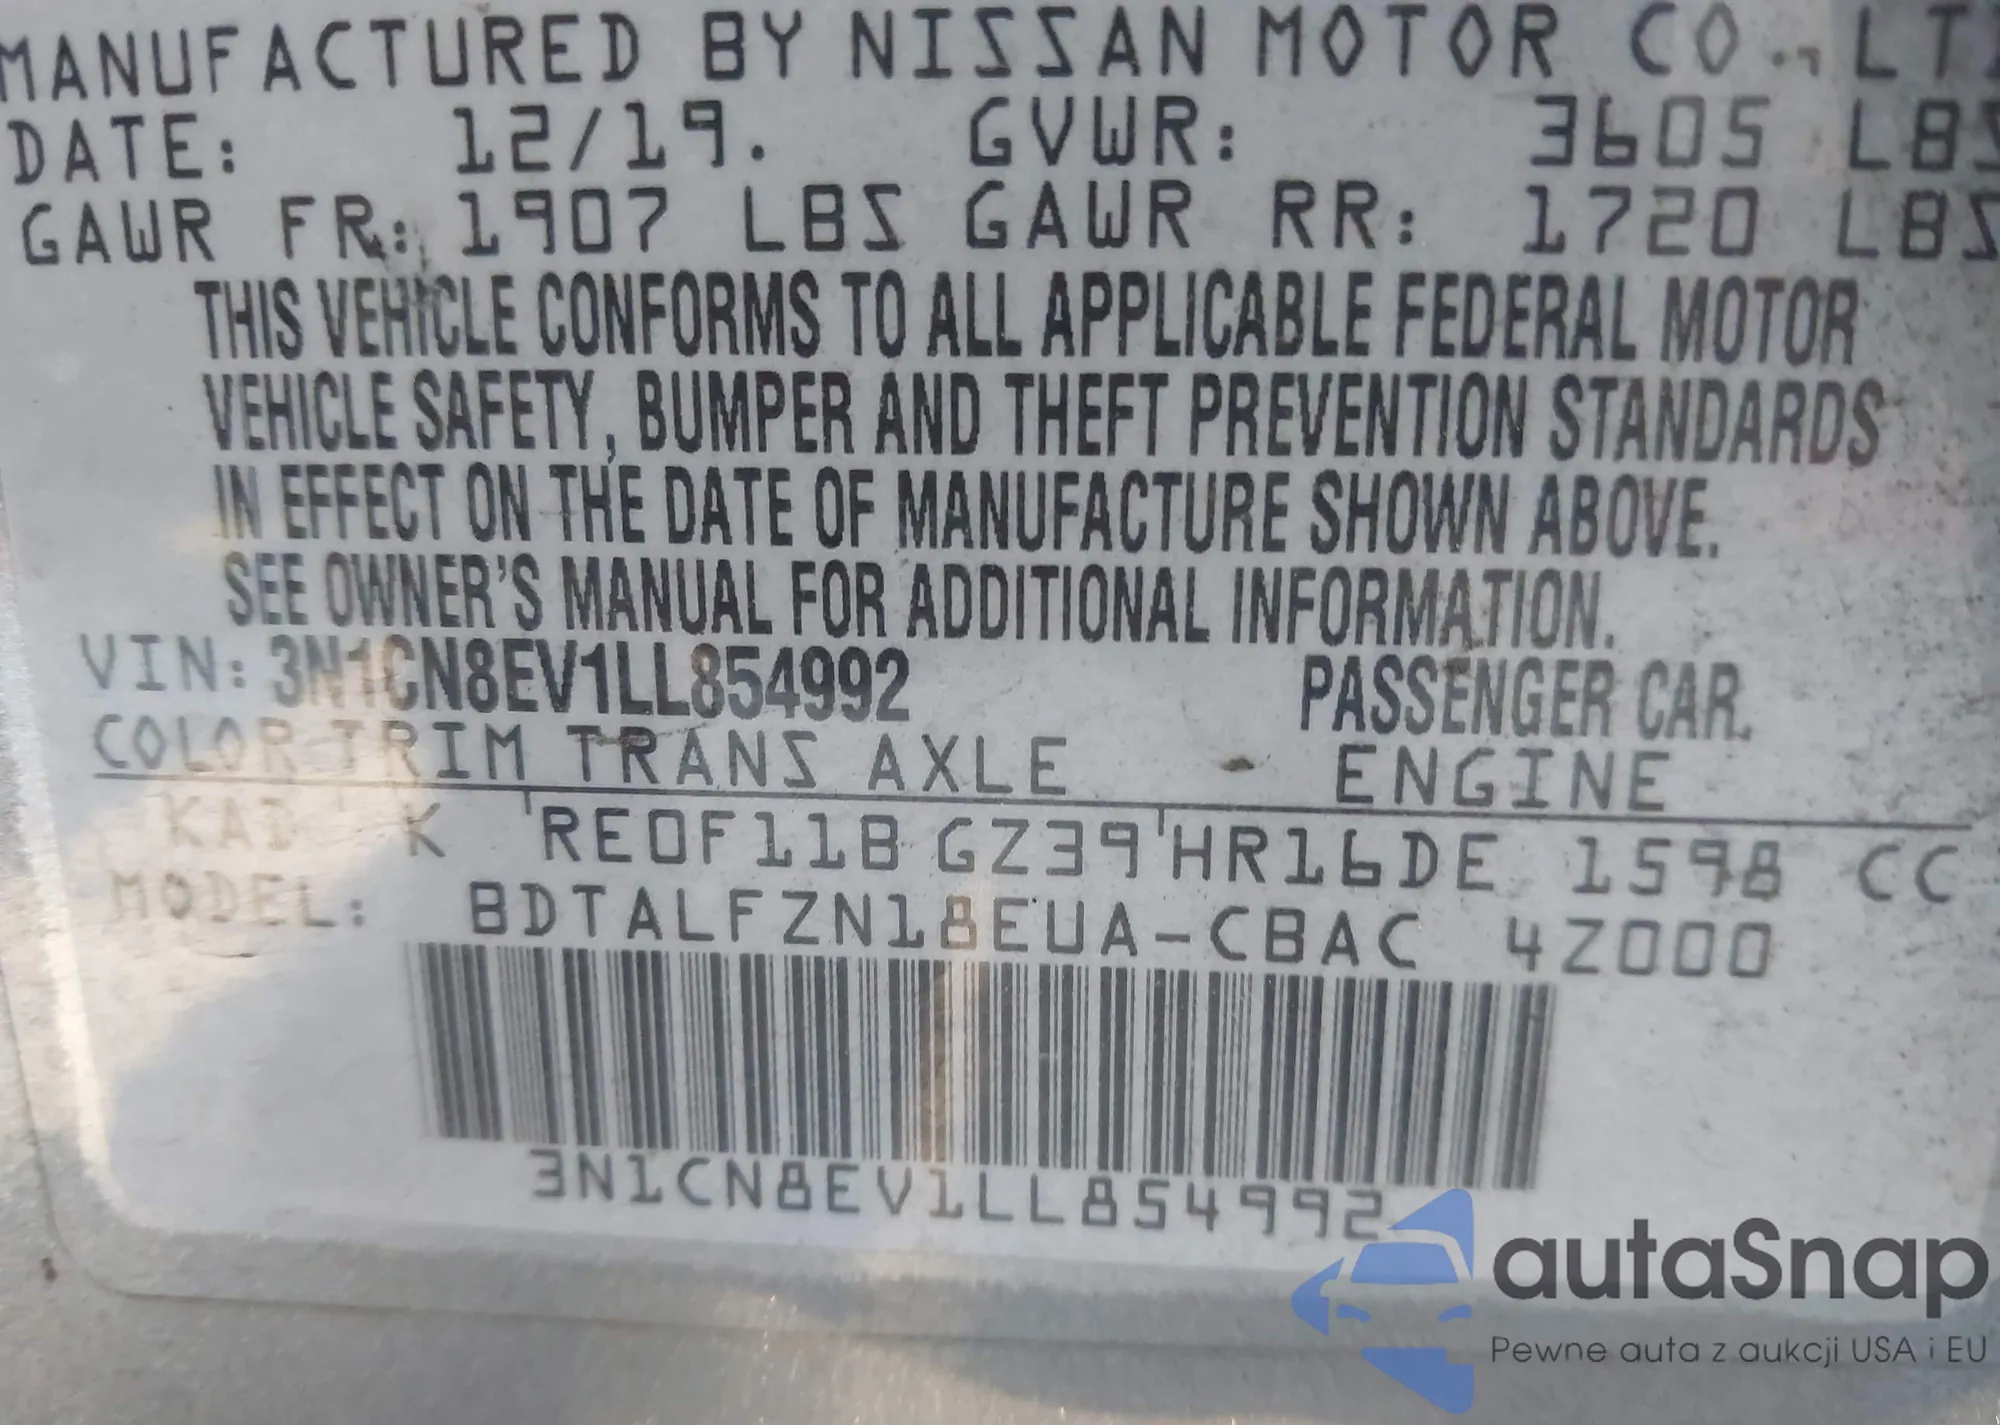 MANUFACTURED BY NISSAN MOTOR CO., LT
DATE: 12/19. GVWR: 3605 LBS
GAWR FR: 1907 LBS GAWR RR: 1720 LBS
THIS VEHICLE CONFORMS TO ALL APPLICABLE FEDERAL MOTOR
VEHICLE SAFETY, BUMPER AND THEFT PREVENTION STANDARDS
IN EFFECT ON THE DATE OF MANUFACTURE SHOWN ABOVE.
SEE OWNER'S MANUAL FOR ADDITIONAL INFORMATION.
VIN: 3N1CN8EV1LL854992 PASSENGER CAR.
COLOR TRIM TRANS AXLE ENGINE
KAD K RE0F11B GZ39 HR16DE 1598 CC
MODEL: BDTALFZN18EUA-CBAC 4Z000
3N1CN8EV1LL854992
autaSnap
Pewne auta z aukcji USA i EU